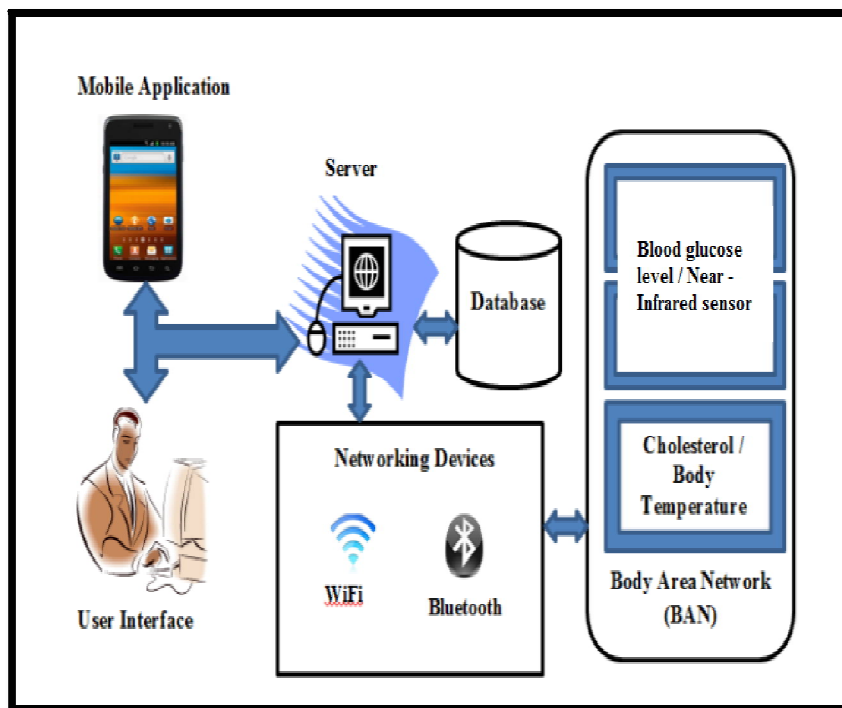 Mobile Application
Server
Database
Blood glucose
level / Near -
Infrared sensor
Cholesterol /
Body
Temperature
Body Area Network
(BAN)
Networking Devices
WiFi
Bluetooth
User Interface